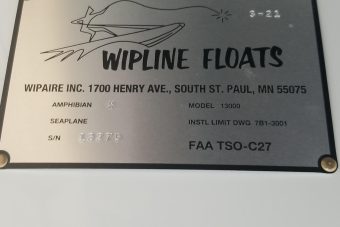 3-21
WIPLINE FLOATS
WIPAIRE INC. 1700 HENRY AVE., SOUTH ST. PAUL, MN 55075
AMPHIBIAN X MODEL 13000
SEAPLANE INSTL LIMIT DWG 7B1-3001
S/N FAA TSO-C27